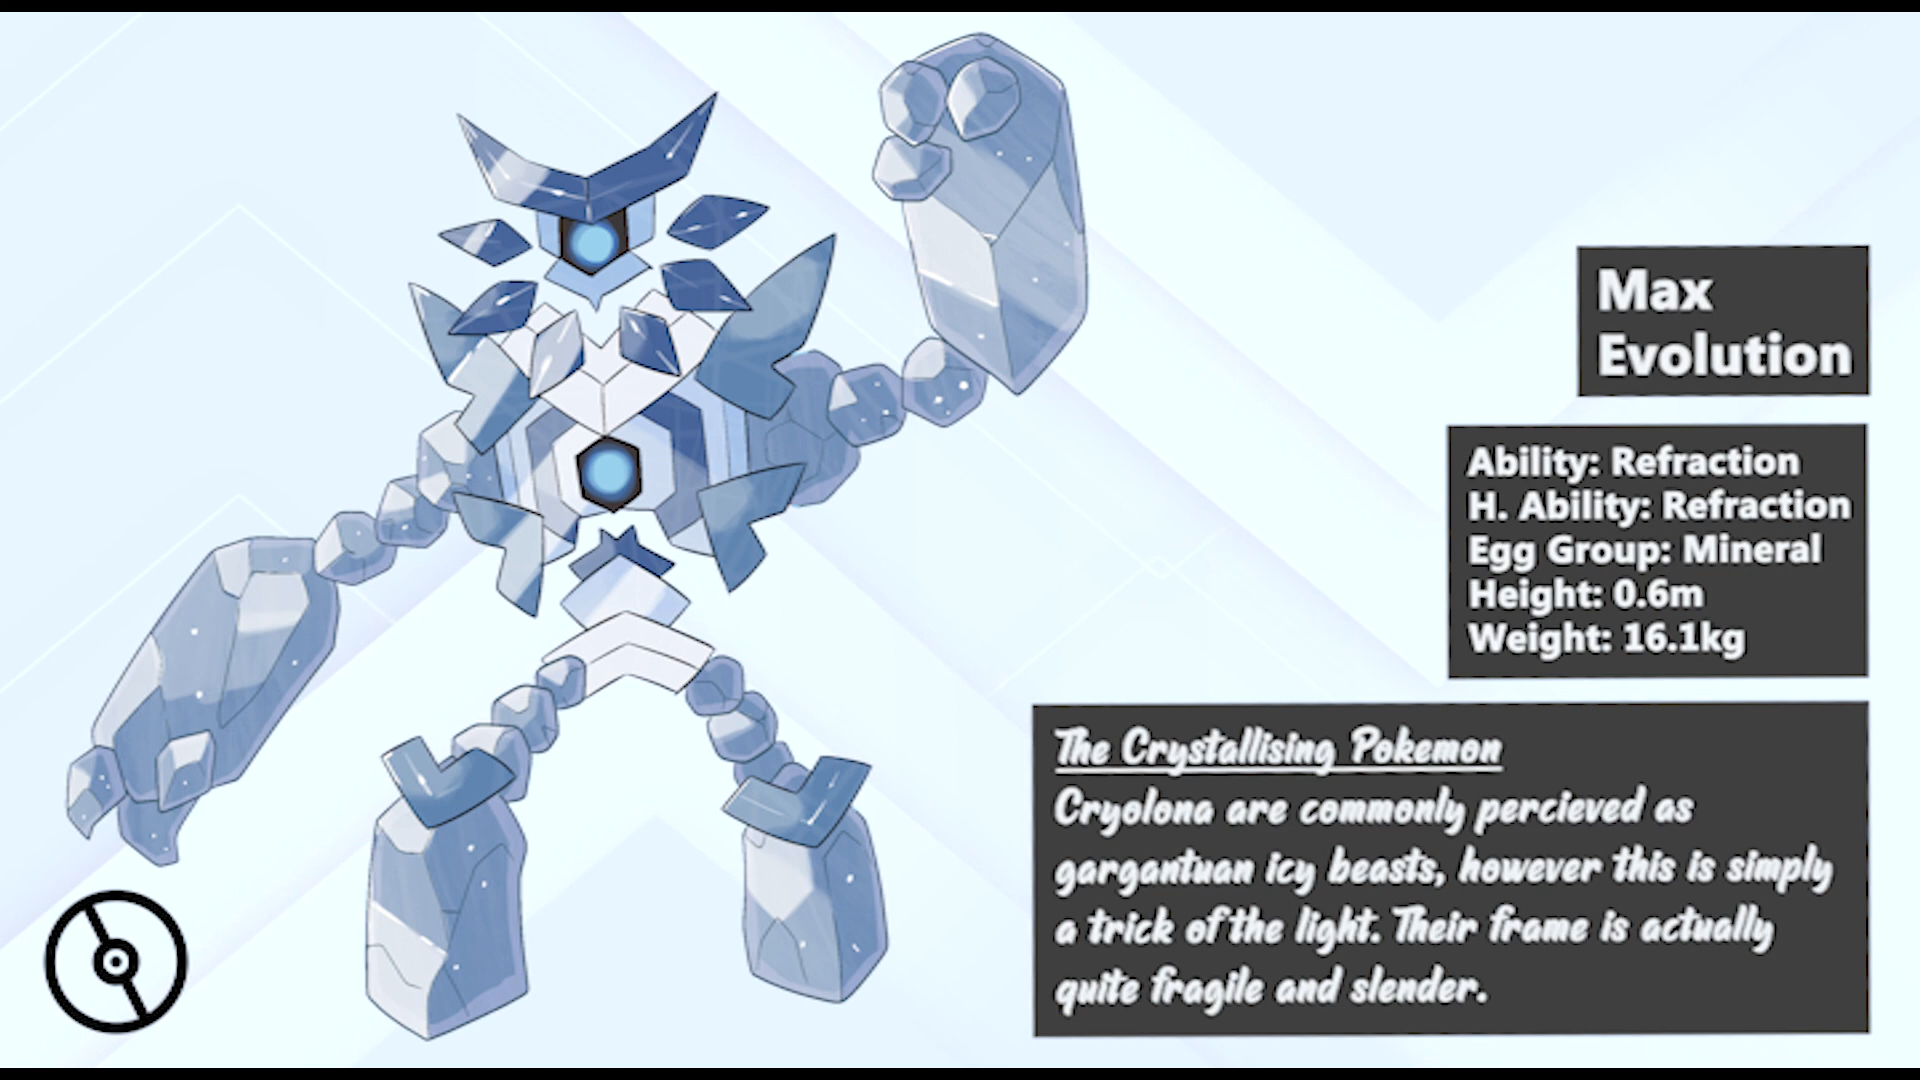 Max
Evolution
Ability: Refraction
H. Ability: Refraction
Egg Group: Mineral
Height: 0.6m
Weight: 16.1kg
The Crystallising Pokemon
Cryolona are commonly percieved as
gargantuan icy beasts, however this is simply
a trick of the light. Their frame is actually
quite fragile and slender.